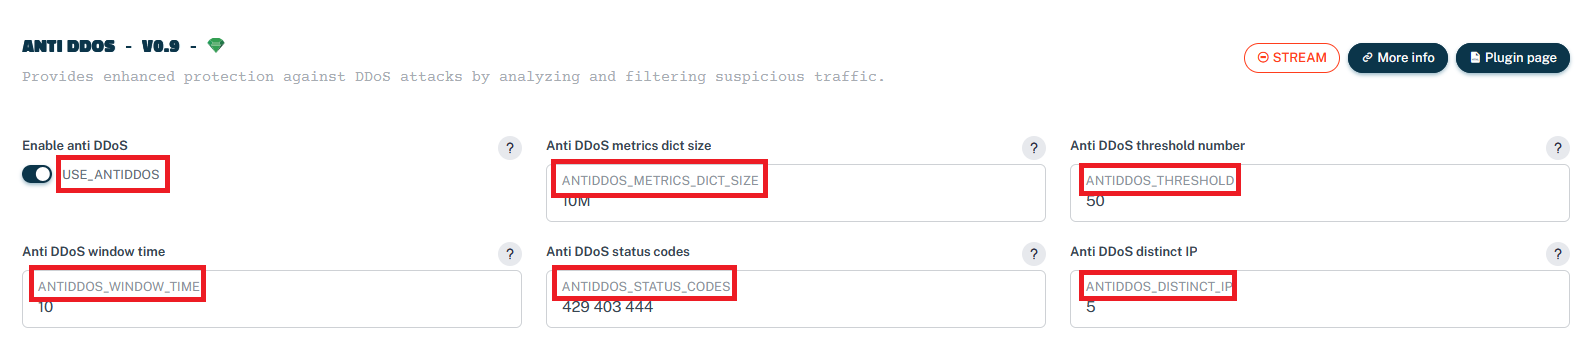 ANTI DDOS - V0.9 -
Provides enhanced protection against DDoS attacks by analyzing and filtering suspicious traffic.
STREAM
More info
Plugin page
Enable anti DDoS
?
USE_ANTIDDOS
Anti DDoS metrics dict size
?
ANTIDDOS_METRICS_DICT_SIZE
10M
Anti DDoS threshold number
?
ANTIDDOS_THRESHOLD
50
Anti DDoS window time
?
ANTIDDOS_WINDOW_TIME
10
Anti DDoS status codes
?
ANTIDDOS_STATUS_CODES
429 403 444
Anti DDoS distinct IP
?
ANTIDDOS_DISTINCT_IP
5